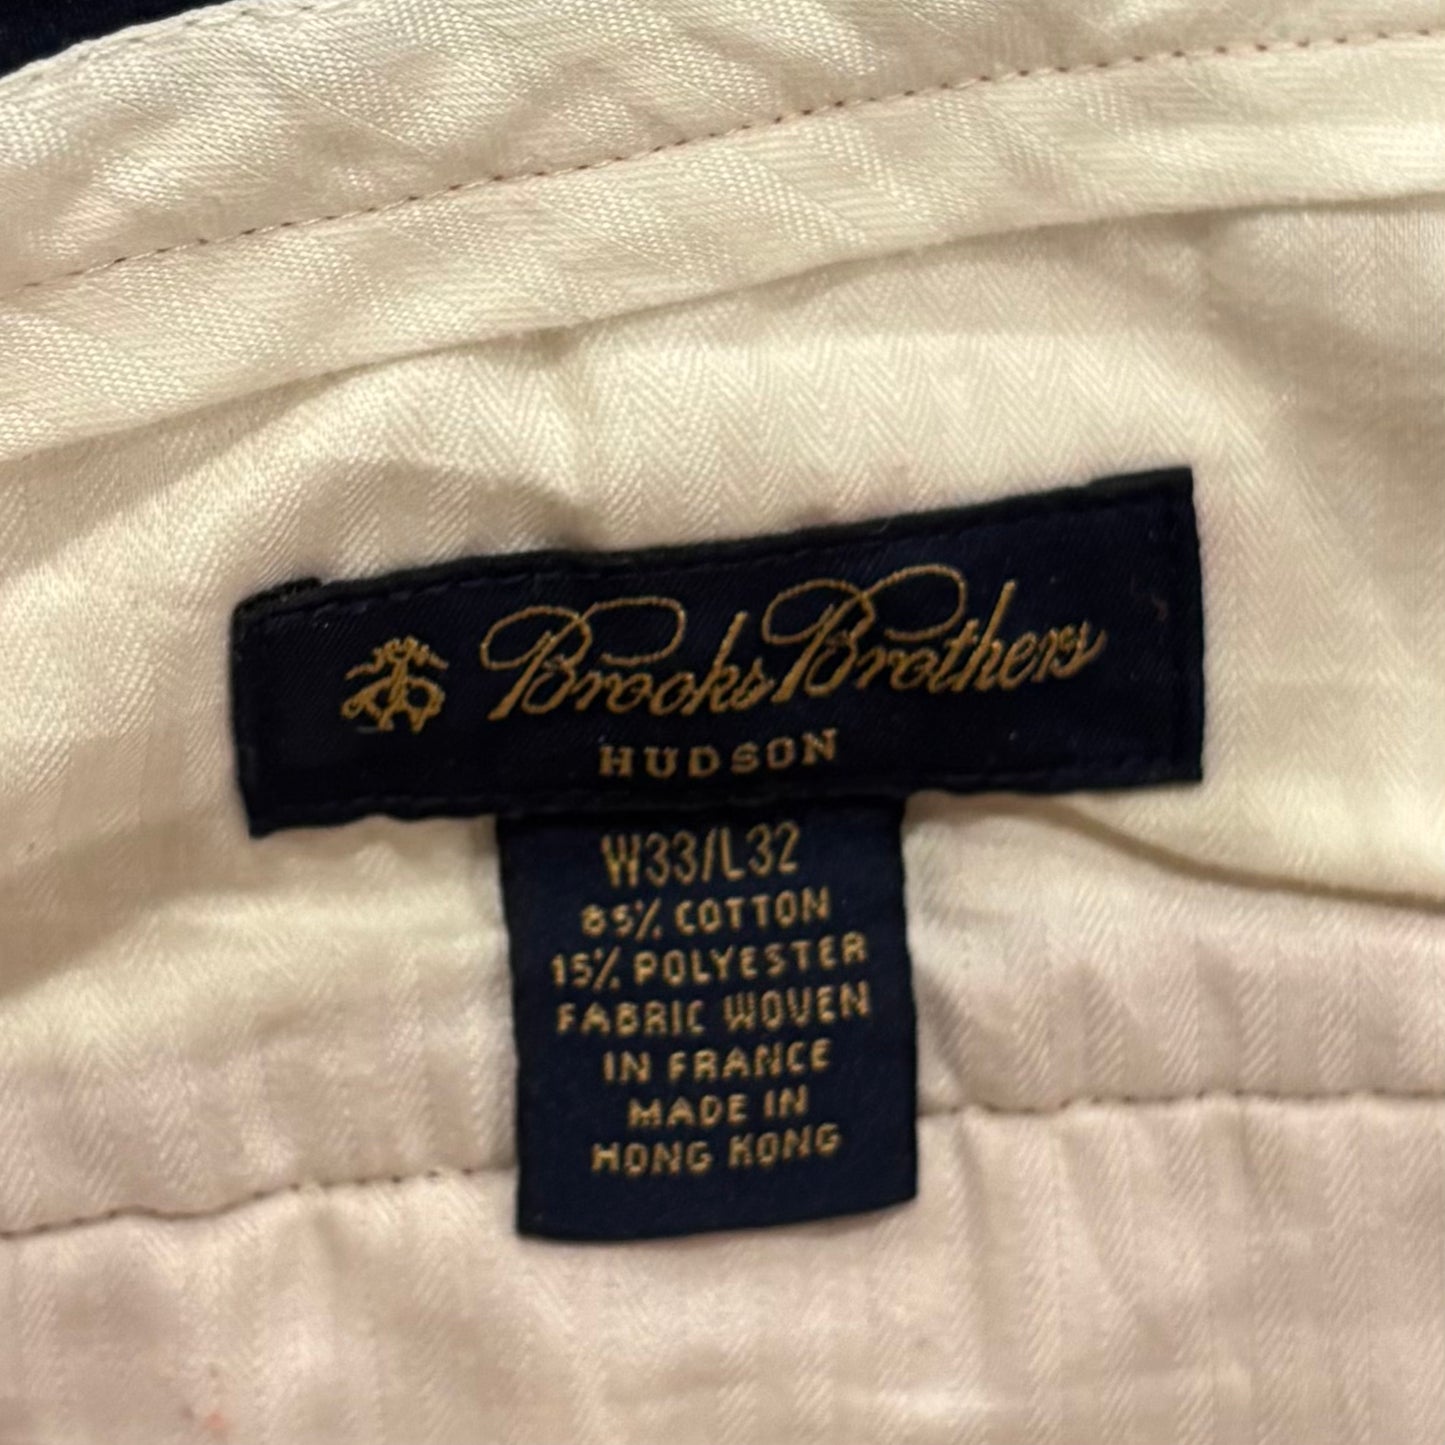 Brooks Brothers
HUDSON
W33/L32
85% COTTON
15% POLYESTER
FABRIC WOVEN
IN FRANCE
MADE IN
HONG KONG